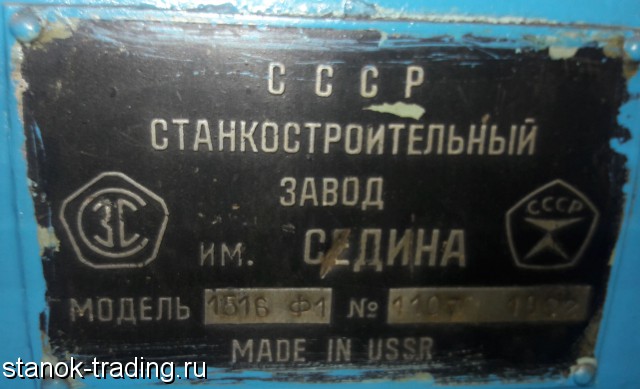 СССР
СТАНКОСТРОИТЕЛЬНЫЙ
ЗАВОД
ЗС
СССР
ИМ. СЕДИНА
МОДЕЛЬ 1516 Ф1 №
MADE IN USSR
stanok-trading.ru